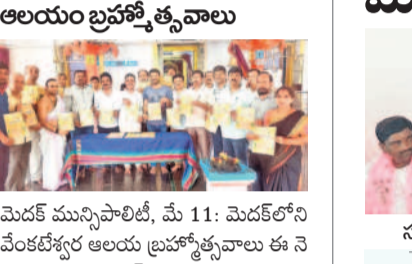 ఆలయం బ్రహ్మోత్సవాలు
మెదక్ మున్సిపాలిటీ, మే 11: మెదక్‌లోని
వేంకటేశ్వర ఆలయ బ్రహ్మోత్సవాలు ఈ నె